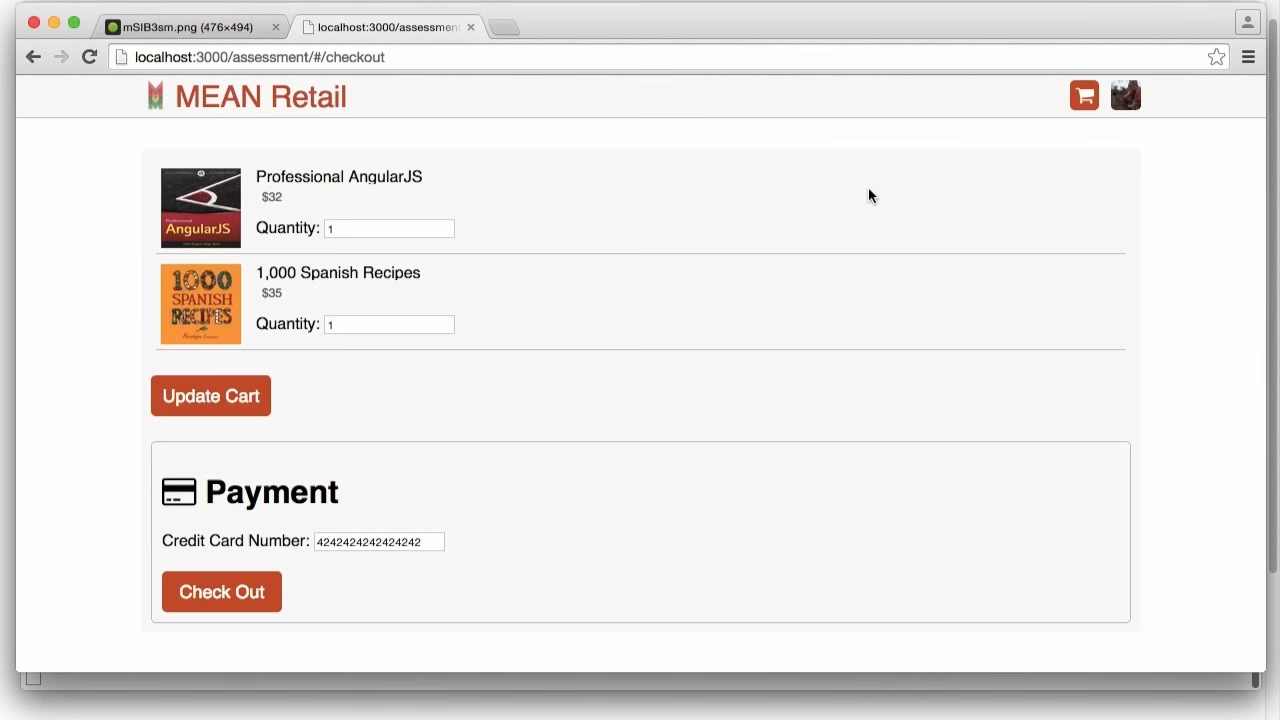 mSIB3sm.png (476×494)
localhost:3000/assessment
localhost:3000/assessment/#/checkout
MEAN Retail
Professional AngularJS
$32
Quantity: 1
Professional
AngularJS
1,000 Spanish Recipes
$35
Quantity: 1
1000
SPANISH
RECIPES
Update Cart
Payment
Credit Card Number: 4242424242424242
Check Out